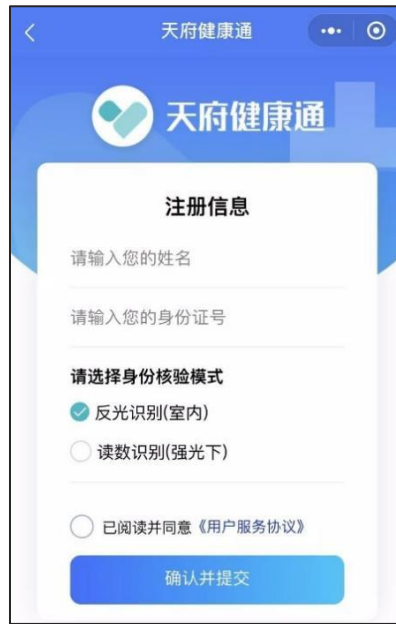 天府健康通
天府健康通
注册信息
请输入您的姓名
请输入您的身份证号
请选择身份核验模式
反光识别(室内)
读数识别(强光下)
已阅读并同意《用户服务协议》
确认并提交